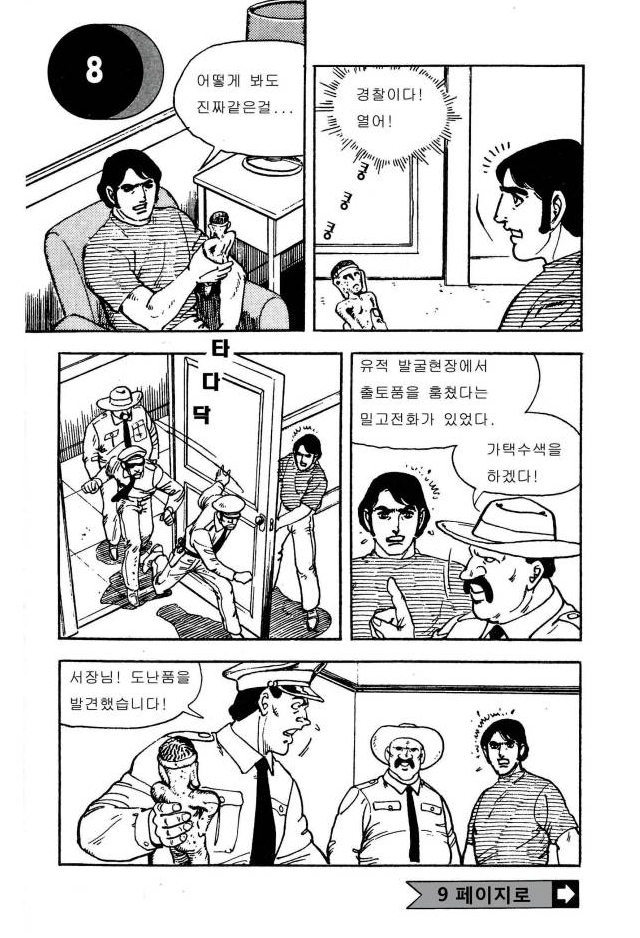 8
어떻게 봐도
진짜같은걸...
경찰이다!
열어!
쾅
쾅
쾅
타
다
닥
유적 발굴현장에서
출토품을 훔쳤다는
밀고전화가 있었다.
가택수색을
하겠다!
서장님! 도난품을
발견했습니다!
9 페이지로